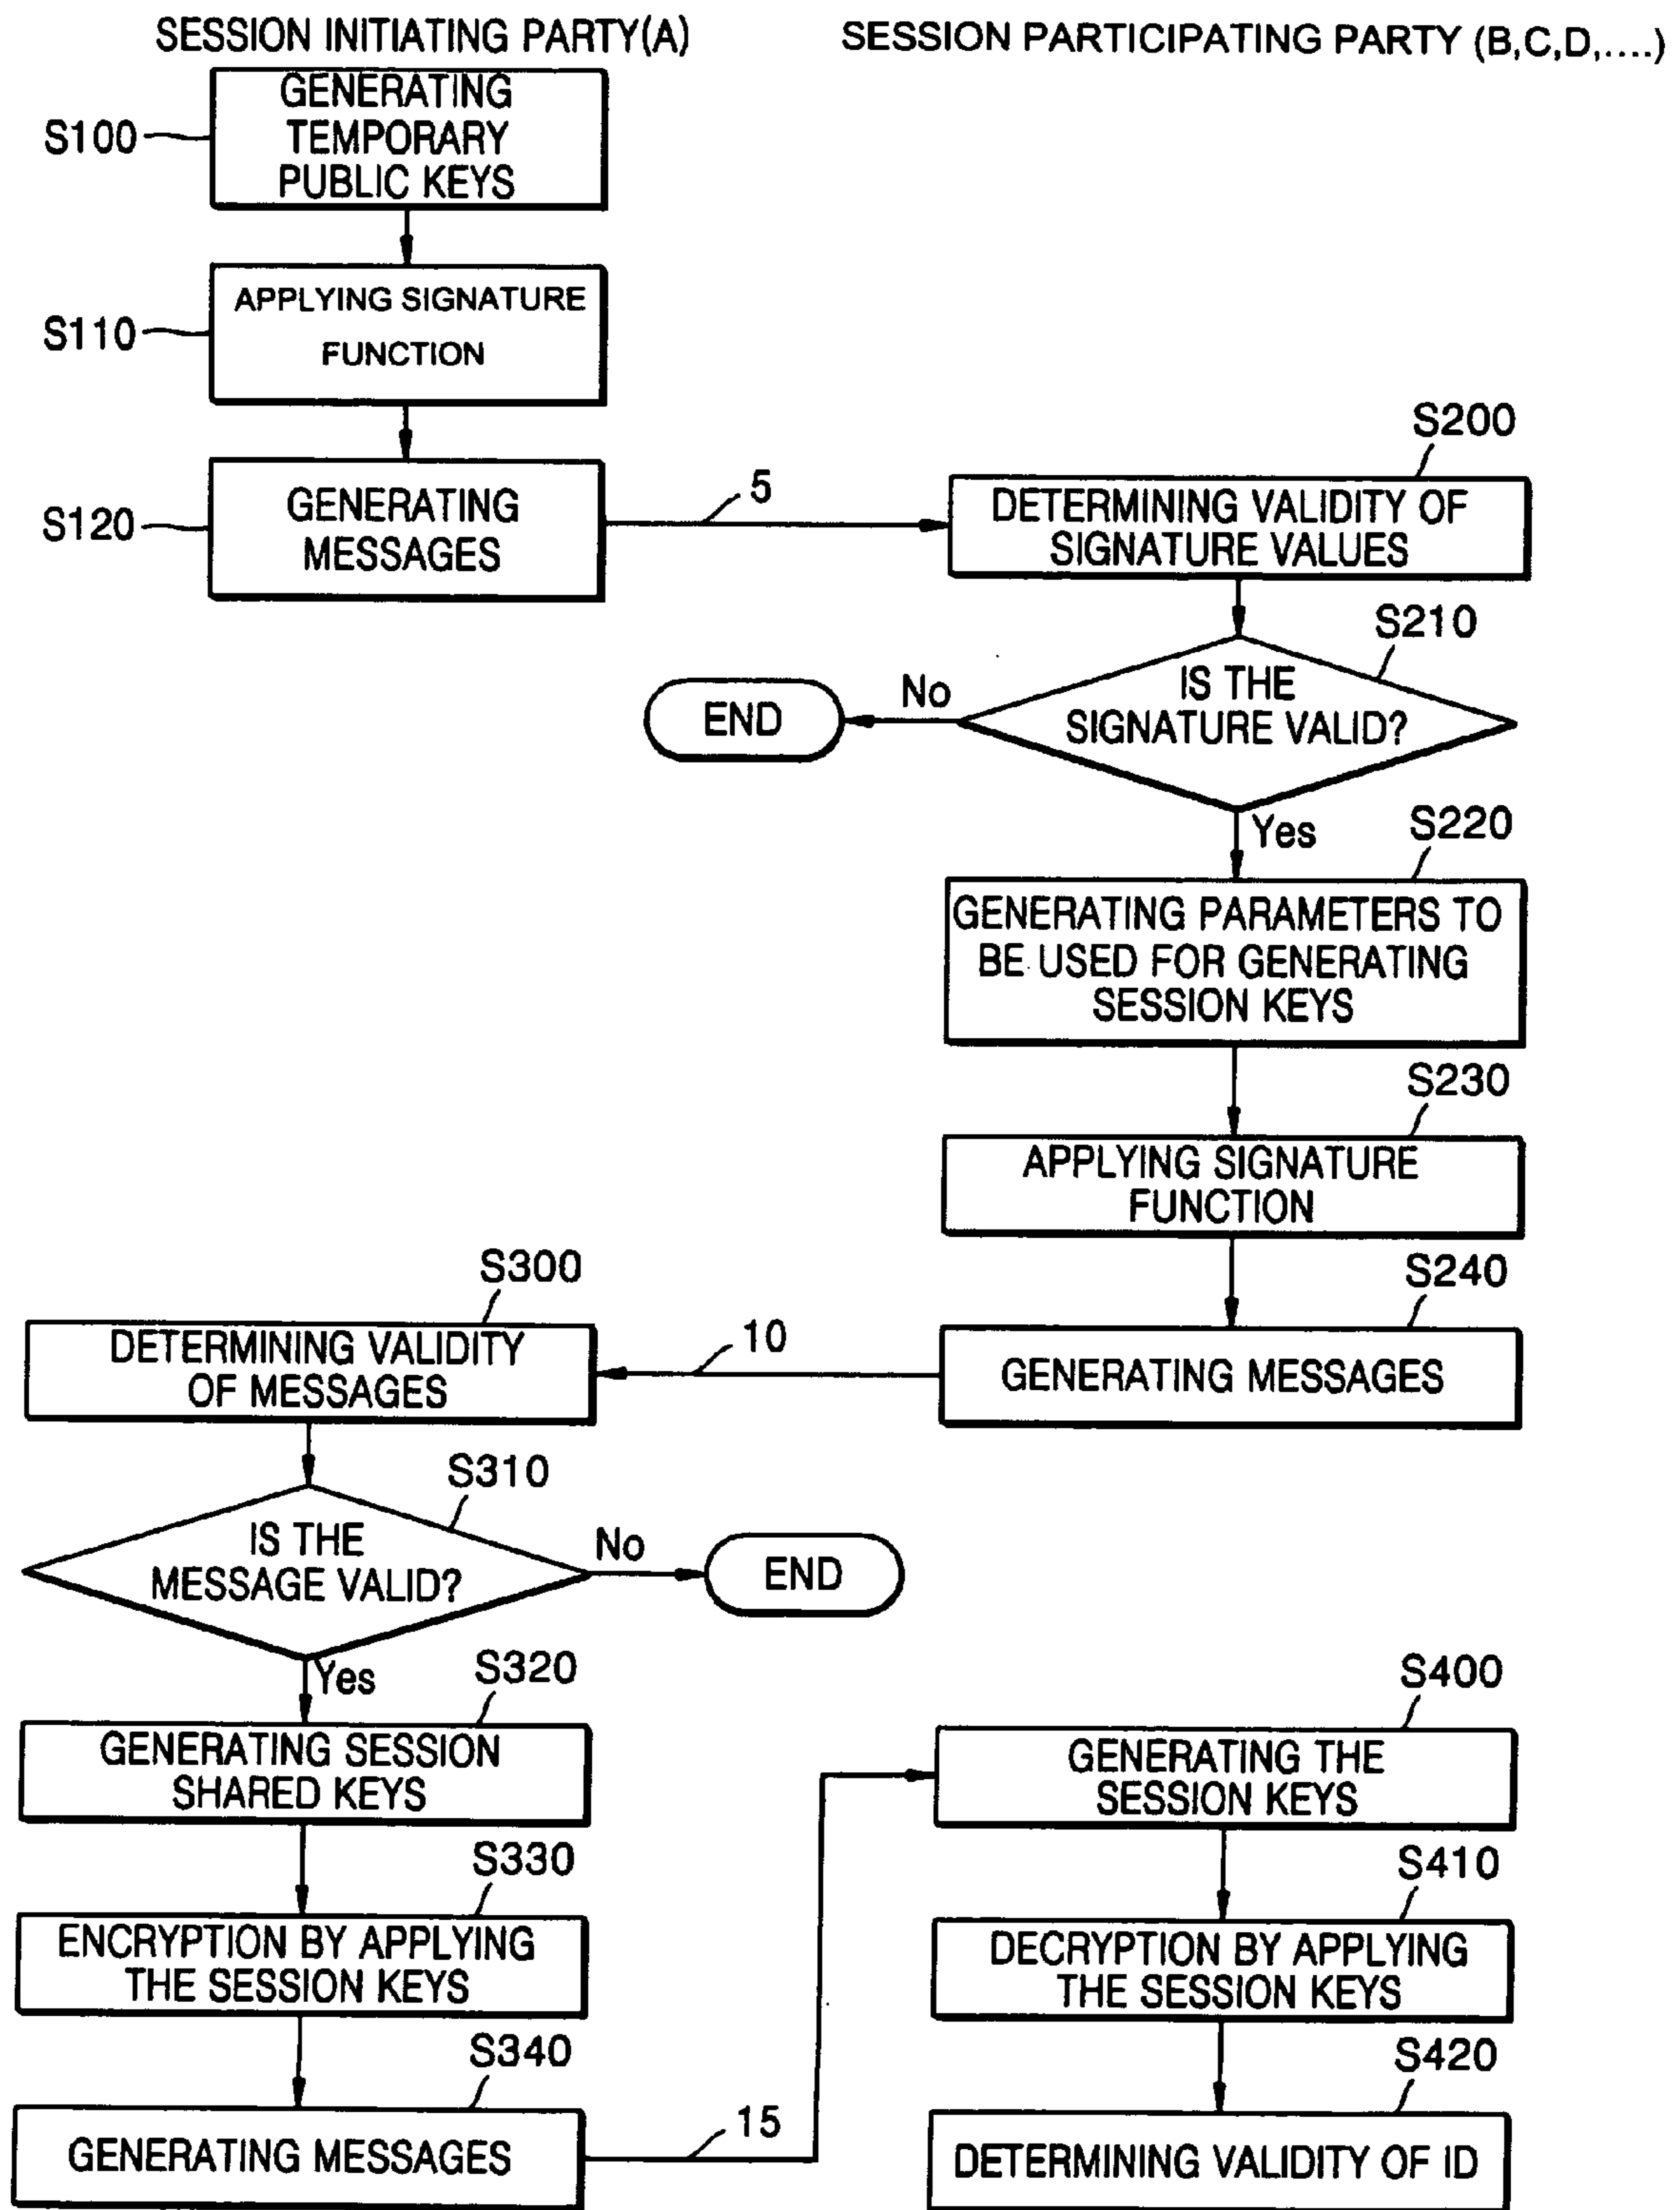 SESSION INITIATING PARTY(A)
SESSION PARTICIPATING PARTY (B,C,D,....)
S100
GENERATING
TEMPORARY
PUBLIC KEYS
S110
APPLYING SIGNATURE
FUNCTION
S120
GENERATING
MESSAGES
5
S200
DETERMINING VALIDITY OF
SIGNATURE VALUES
S210
IS THE
SIGNATURE VALID?
No
END
Yes
S220
GENERATING PARAMETERS TO
BE USED FOR GENERATING
SESSION KEYS
S230
APPLYING SIGNATURE
FUNCTION
S240
GENERATING MESSAGES
10
S300
DETERMINING VALIDITY
OF MESSAGES
S310
IS THE
MESSAGE VALID?
No
END
Yes
S320
GENERATING SESSION
SHARED KEYS
S330
ENCRYPTION BY APPLYING
THE SESSION KEYS
S340
GENERATING MESSAGES
15
S400
GENERATING THE
SESSION KEYS
S410
DECRYPTION BY APPLYING
THE SESSION KEYS
S420
DETERMINING VALIDITY OF ID